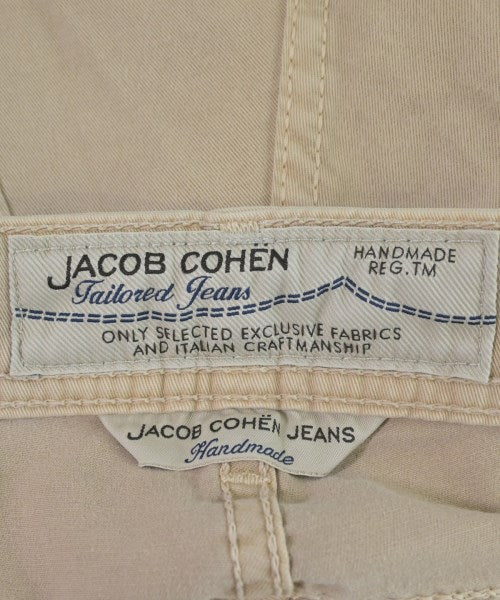 JACOB COHËN
Tailored Jeans
HANDMADE
REG.TM
ONLY SELECTED EXCLUSIVE FABRICS
AND ITALIAN CRAFTMANSHIP
JACOB COHËN JEANS
Handmade